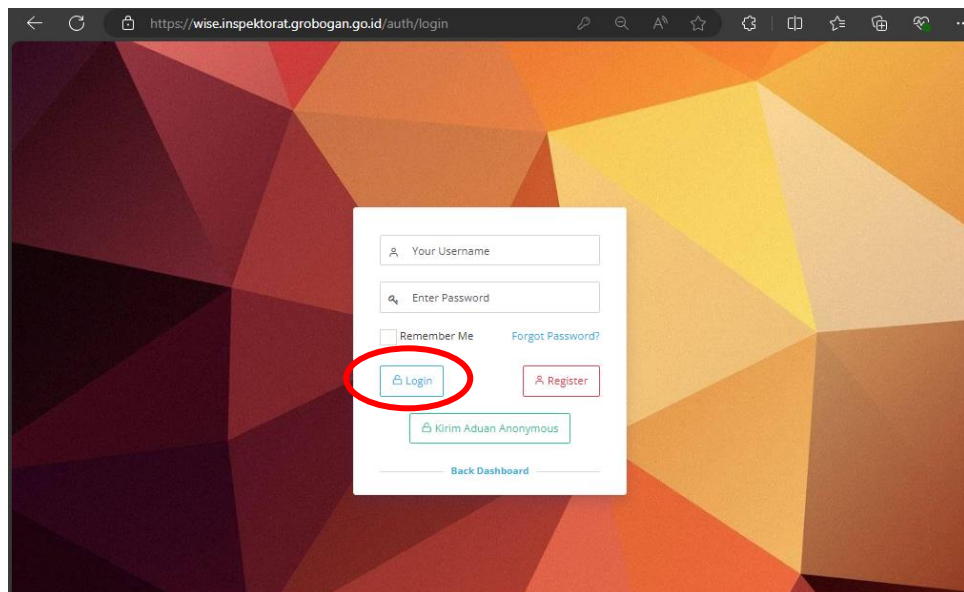 https://wise.inspektorat.grobogan.go.id/auth/login
Your Username
Enter Password
Remember Me Forgot Password?
Login Register
Kirim Aduan Anonymous
Back Dashboard